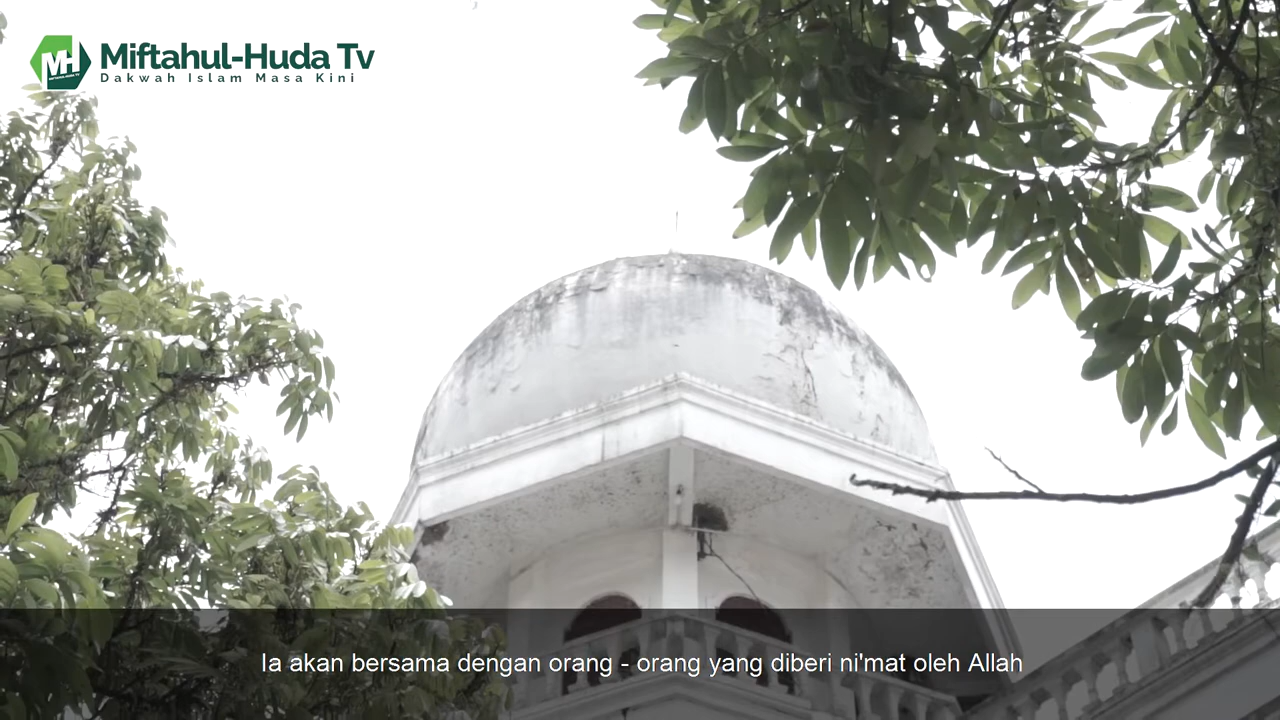 MH
Miftahul-Huda Tv
Dakwah Islam Masa Kini
Ia akan bersama dengan orang - orang yang diberi ni'mat oleh Allah